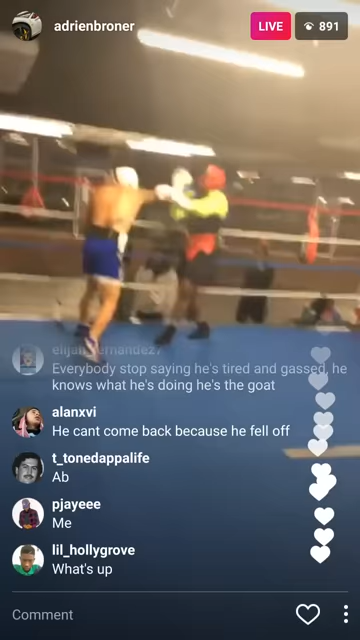 adrienbroner
LIVE
891
elijah_hernandez27
Everybody stop saying he's tired and gassed, he
knows what he's doing he's the goat
alanxvi
He cant come back because he fell off
t_tonedappalife
Ab
pjayeee
Me
lil_hollygrove
What's up
Comment